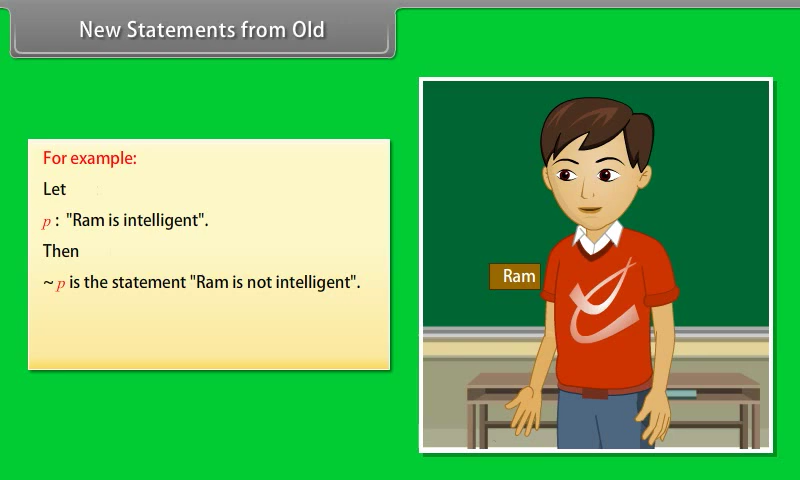 New Statements from Old
For example:
Let
p : "Ram is intelligent".
Then
~ p is the statement "Ram is not intelligent".
Ram